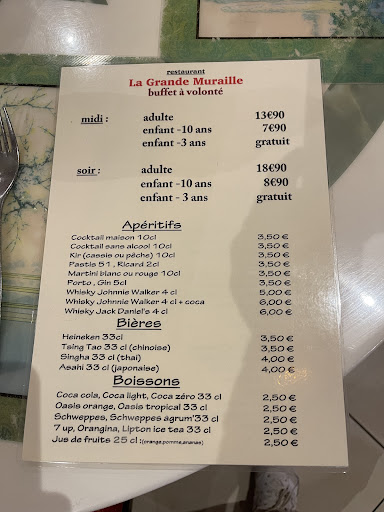 restaurant
La Grande Muraille
buffet à volonté
midi : adulte 13€90
enfant -10 ans 7€90
enfant -3 ans gratuit
soir : adulte 18€90
enfant -10 ans 8€90
enfant - 3 ans gratuit
Apéritifs
Cocktail maison 10cl 3,50 €
Cocktail sans alcool 10cl 3,50 €
Kir (cassis ou pêche) 10cl 3,50 €
Pastis 51, Ricard 2cl 2,50 €
Martini blanc ou rouge 10cl 3,50 €
Porto, Gin 5cl 3,50 €
Whisky Johnnie Walker 4 cl 5,00 €
Whisky Johnnie Walker 4 cl + coca 6,00 €
Whisky Jack Daniel's 4 cl 6,00 €
Bières
Heineken 33cl 3,50 €
Tsing Tao 33 cl (chinoise) 3,50 €
Singha 33 cl (thaï) 4,00 €
Asahi 33 cl (japonaise) 4,00 €
Boissons
Coca cola, Coca light, Coca zéro 33 cl 2,50 €
Oasis orange, Oasis tropical 33 cl 2,50 €
Schweppes, Schweppes agrum'33 cl 2,50 €
7 up, Orangina, Lipton ice tea 33 cl 2,50 €
Jus de fruits 25 cl :(orange,pomme,ananas) 2,50 €